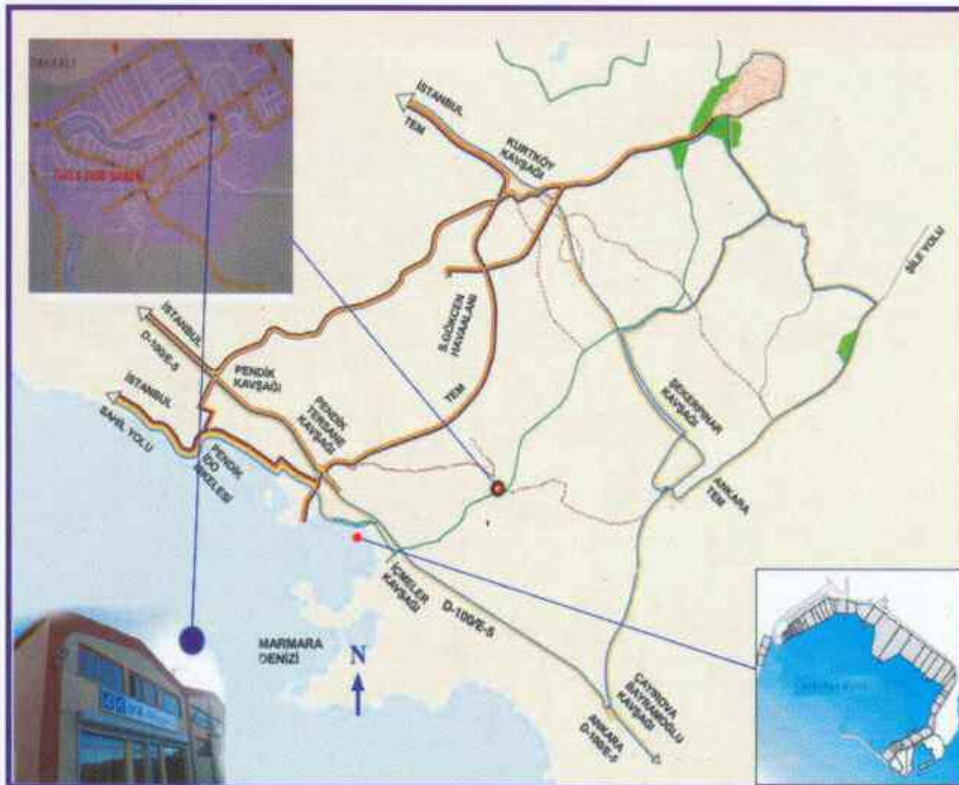 İSTANBUL
TEM
KURTKÖY
KAVŞAĞI
ŞİLE YOLU
S.GÖKCEN
HAVAALANI
İSTANBUL
D-100/E-5
PENDİK
KAVŞAĞI
İSTANBUL
SAHİL YOLU
PENDİK
TERSANE
KAVŞAĞI
TEM
ŞEKERPINAR
KAVŞAĞI
PENDİK
İDO
ANKARA
TEM
İÇMELER
KAVŞAĞI
D-100/E-5
MARMARA
DENİZİ
N
ÇAYIROVA
BAYRAMOĞLU
KAVŞAĞI
ANKARA
D-100/E-5